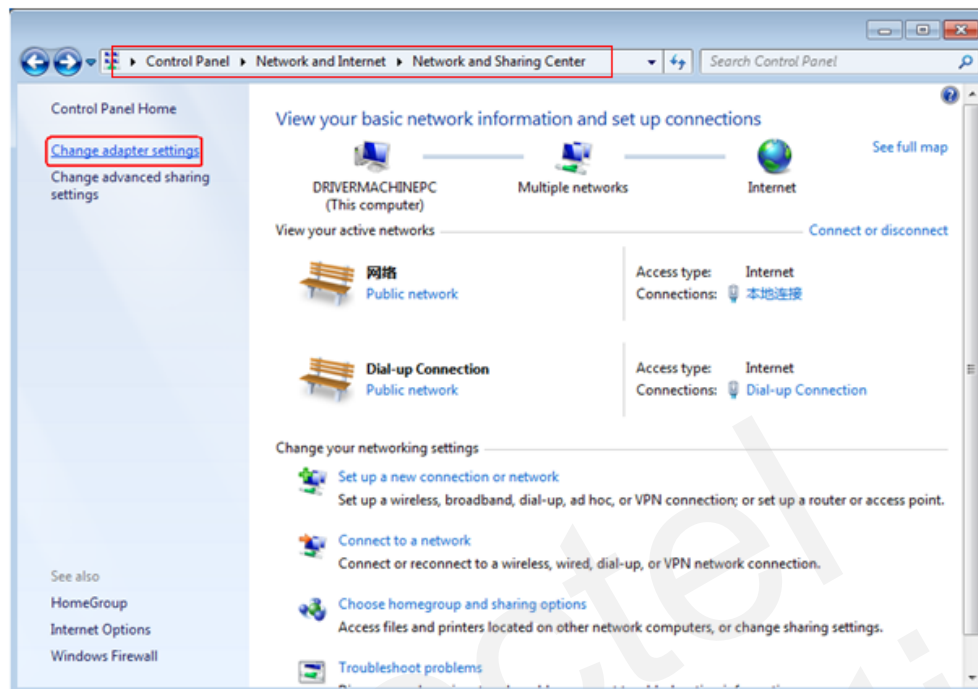 Control Panel ▸ Network and Internet ▸ Network and Sharing Center
Search Control Panel
Control Panel Home
Change adapter settings
Change advanced sharing
settings
View your basic network information and set up connections
See full map
DRIVERMACHINEPC
(This computer)
Multiple networks
Internet
View your active networks
Connect or disconnect
网络
Public network
Access type: Internet
Connections: 本地连接
Dial-up Connection
Public network
Access type: Internet
Connections: Dial-up Connection
Change your networking settings
Set up a new connection or network
Set up a wireless, broadband, dial-up, ad hoc, or VPN connection; or set up a router or access point.
Connect to a network
Connect or reconnect to a wireless, wired, dial-up, or VPN network connection.
Choose homegroup and sharing options
Access files and printers located on other network computers, or change sharing settings.
Troubleshoot problems
See also
HomeGroup
Internet Options
Windows Firewall